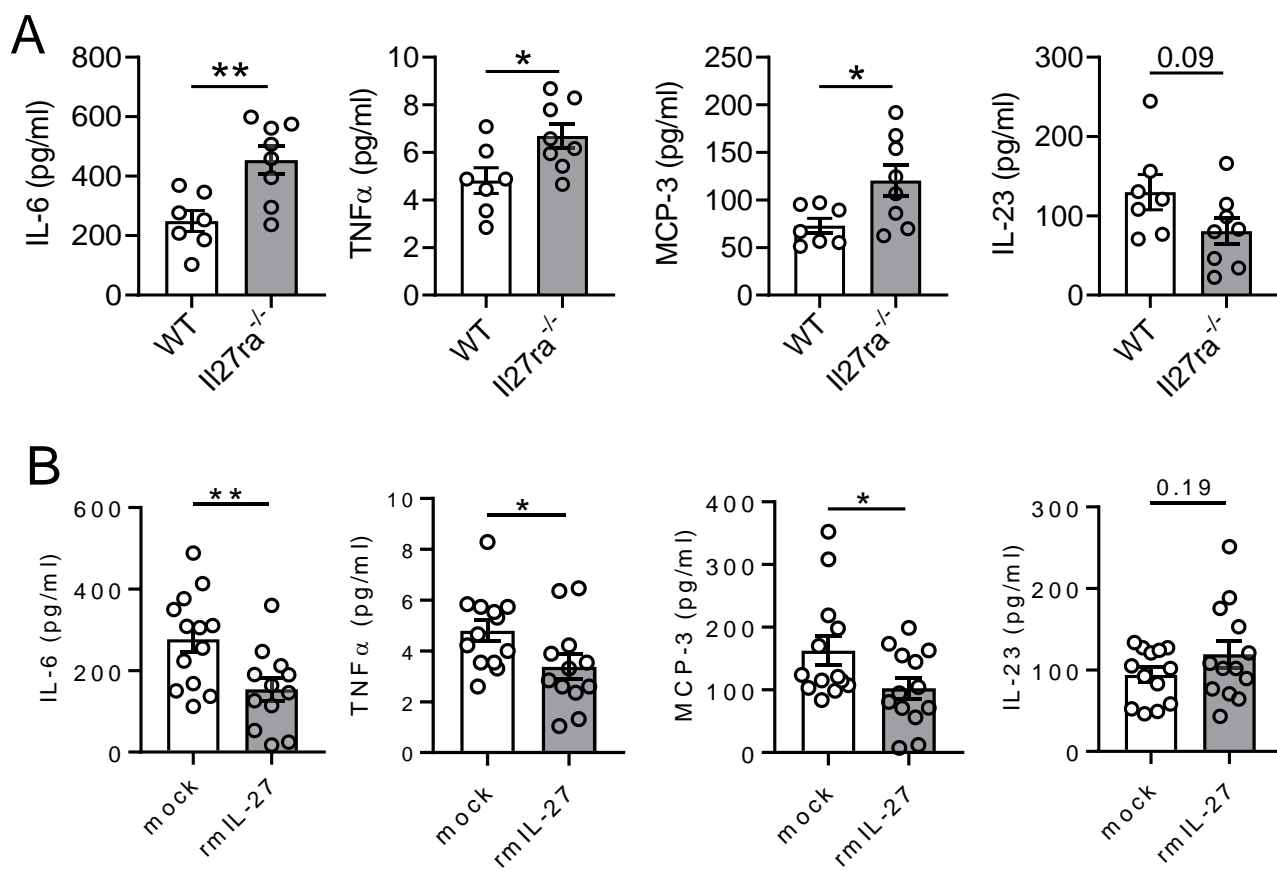 A
IL-6 (pg/ml)
800
600
400
200
0
**
WT
Il27ra-/-
TNFα (pg/ml)
10
8
6
4
2
0
*
WT
Il27ra-/-
MCP-3 (pg/ml)
250
200
150
100
50
0
*
WT
Il27ra-/-
IL-23 (pg/ml)
300
200
100
0
0.09
WT
Il27ra-/-
B
IL-6 (pg/ml)
600
400
200
0
**
mock
rmIL-27
TNFα (pg/ml)
10
8
6
4
2
0
*
mock
rmIL-27
MCP-3 (pg/ml)
400
300
200
100
0
*
mock
rmIL-27
IL-23 (pg/ml)
300
200
100
0
0.19
mock
rmIL-27